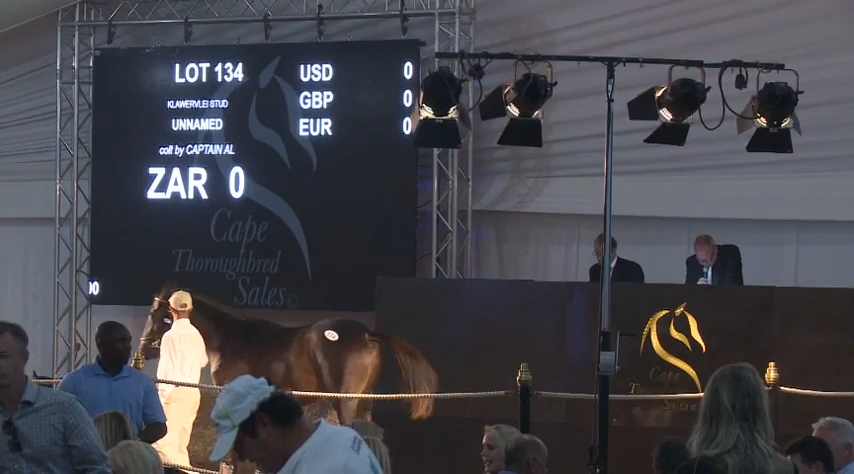 LOT 134
KLAWERVLEI STUD
UNNAMED
colt by CAPTAIN AL
ZAR 0
USD 0
GBP 0
EUR 0
Cape
Thoroughbred
Sales
Cape